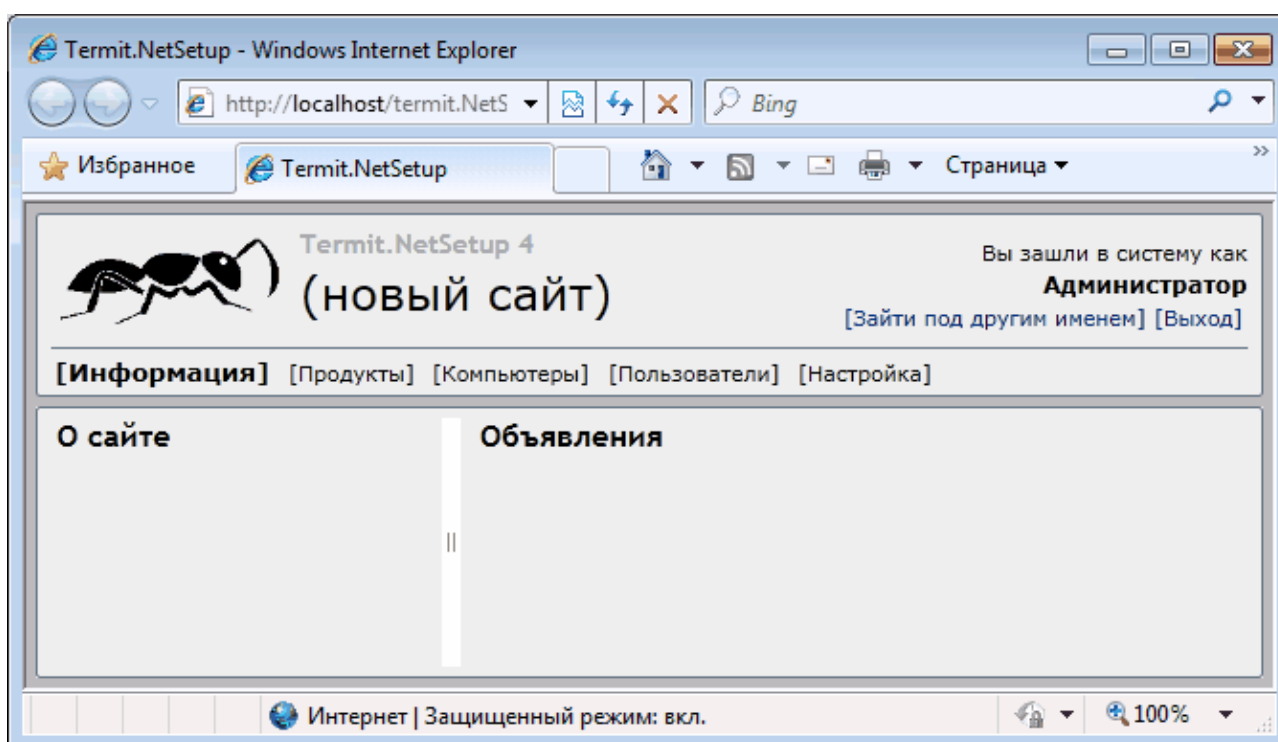 Termit.NetSetup - Windows Internet Explorer
http://localhost/termit.NetS
Bing
Избранное
Termit.NetSetup
Страница
Termit.NetSetup 4
(новый сайт)
Вы зашли в систему как
Администратор
[Зайти под другим именем] [Выход]
[Информация] [Продукты] [Компьютеры] [Пользователи] [Настройка]
О сайте
Объявления
Интернет | Защищенный режим: вкл.
100%